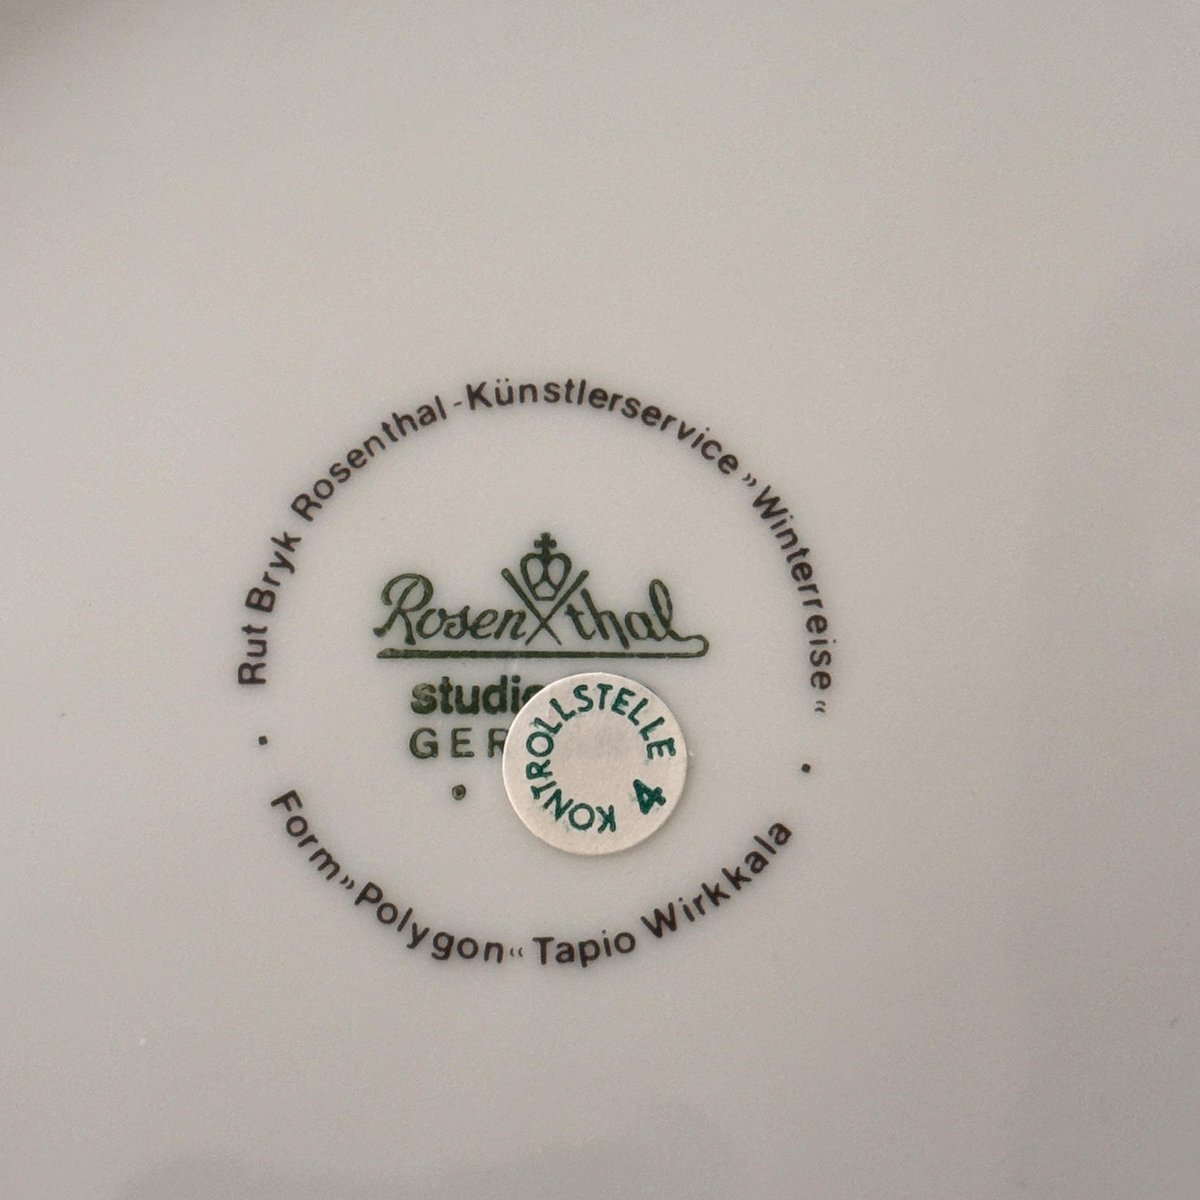 Rut Bryk Rosenthal-Künstlerservice »Winterreise«
Rosenthal
studio
GER
KONTROLLSTELLE 4
Form »Polygon« Tapio Wirkkala